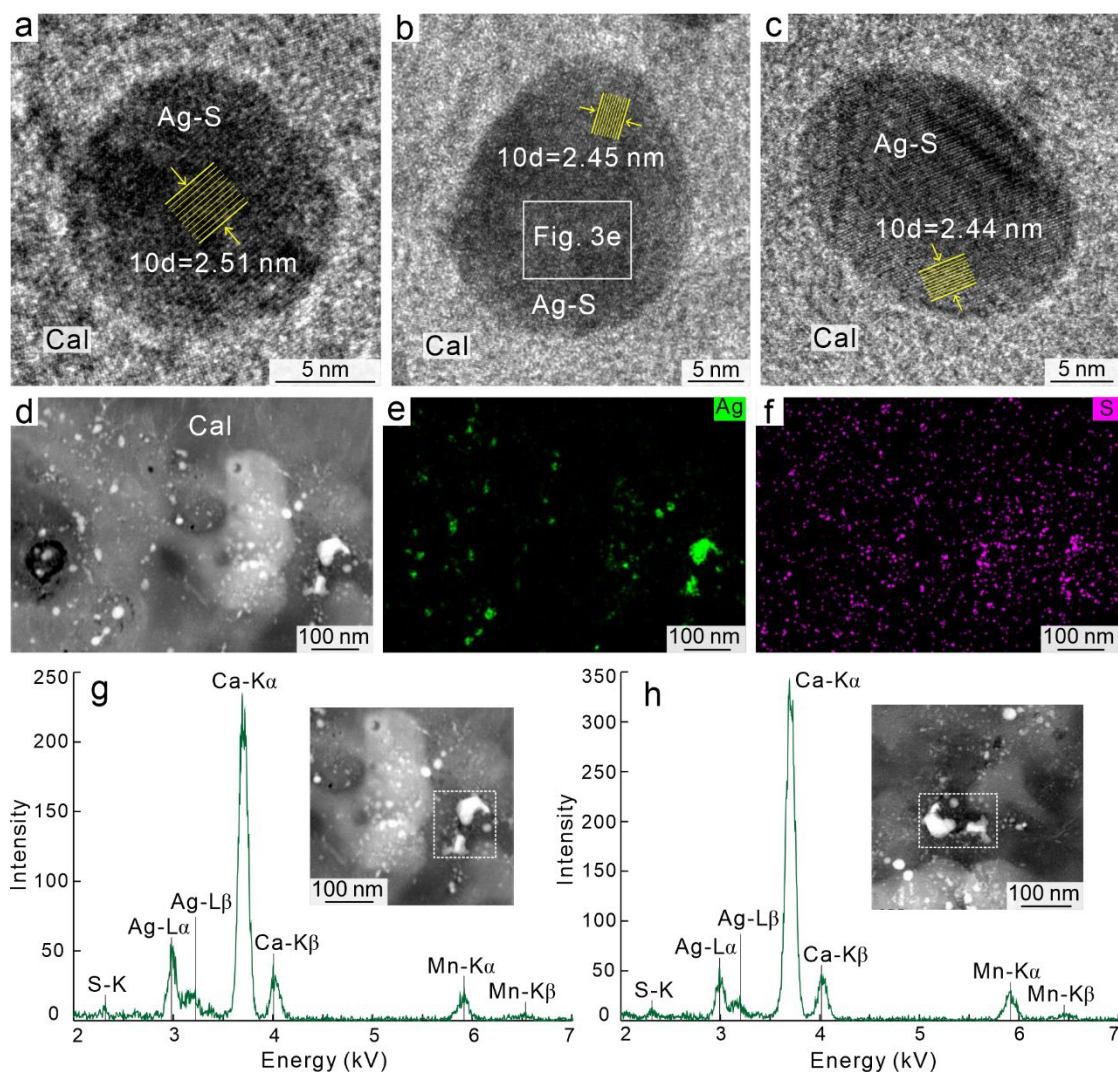 a
Ag-S
10d=2.51 nm
Cal
5 nm
b
10d=2.45 nm
Fig. 3e
Ag-S
Cal
5 nm
c
Ag-S
10d=2.44 nm
Cal
5 nm
d
Cal
100 nm
e
Ag
100 nm
f
S
100 nm
g
250
200
150
100
50
0
Intensity
Ca-Kα
Ag-Lβ
Ag-Lα
S-K
Ca-Kβ
Mn-Kα
Mn-Kβ
100 nm
2 3 4 5 6 7
Energy (kV)
h
350
300
250
200
150
100
50
0
Intensity
Ca-Kα
Ag-Lβ
Ag-Lα
S-K
Ca-Kβ
Mn-Kα
Mn-Kβ
100 nm
2 3 4 5 6 7
Energy (kV)